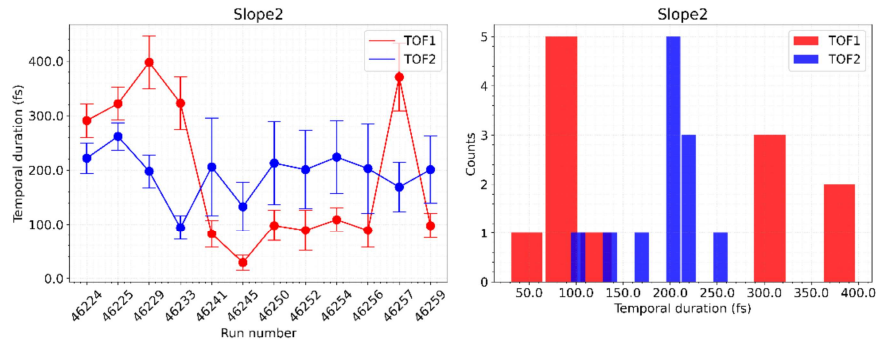 Slope2
Temporal duration (fs)
400.0
300.0
200.0
100.0
0.0
TOF1
TOF2
46224
46225
46229
46233
46241
46245
46250
46252
46254
46256
46257
46259
Run number
Slope2
Counts
5
4
3
2
1
0
TOF1
TOF2
50.0 100.0 150.0 200.0 250.0 300.0 350.0 400.0
Temporal duration (fs)